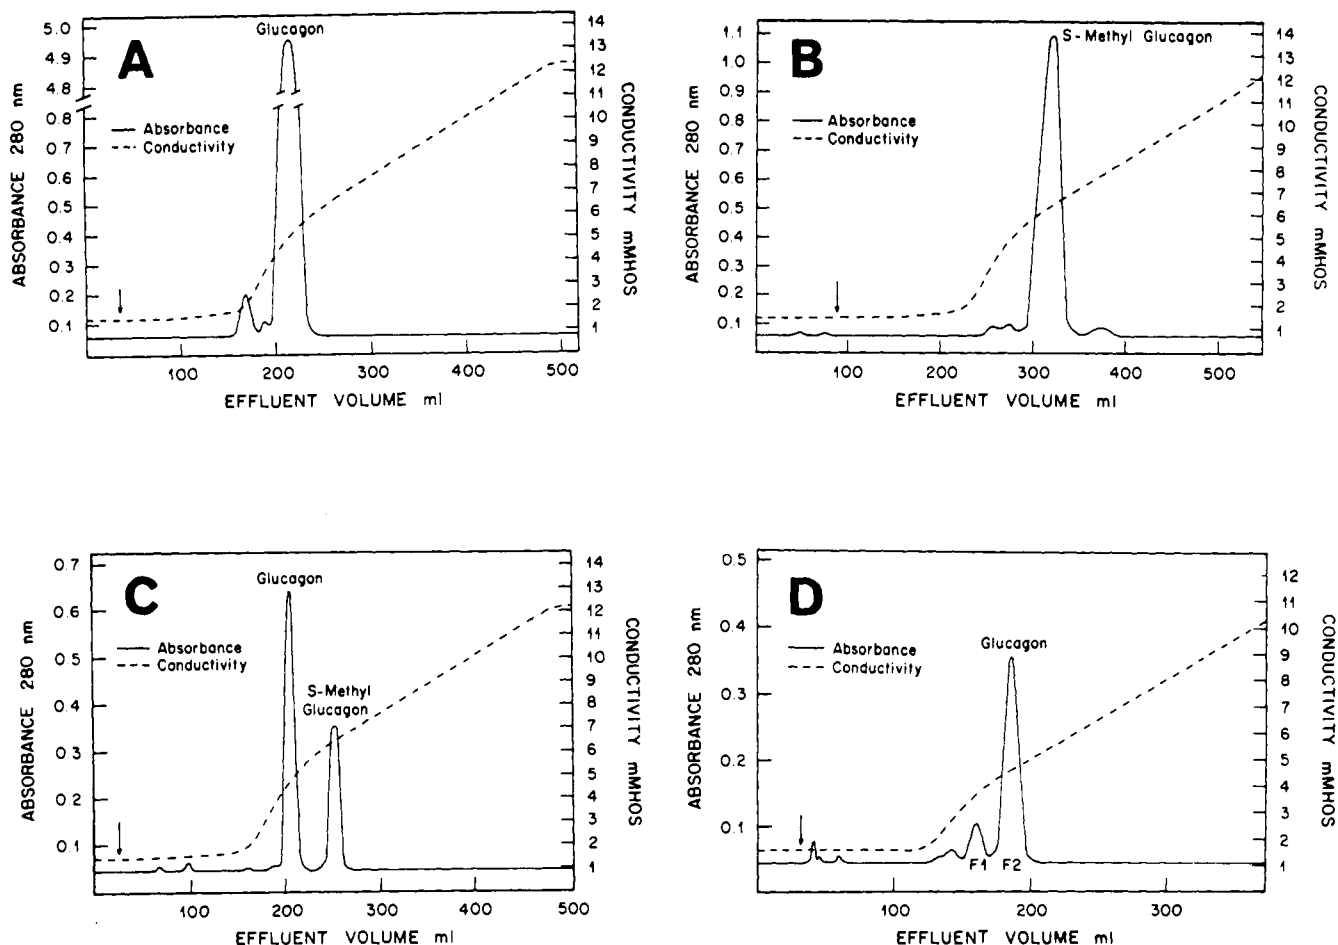 A
Glucagon
Absorbance
Conductivity
5.0
4.9
4.8
0.8
0.7
0.6
0.5
0.4
0.3
0.2
0.1
ABSORBANCE 280 nm
14
13
12
11
10
9
8
7
6
5
4
3
2
1
CONDUCTIVITY mMHOS
100 200 300 400 500
EFFLUENT VOLUME ml
B
S-Methyl Glucagon
Absorbance
Conductivity
1.1
1.0
0.9
0.8
0.7
0.6
0.5
0.4
0.3
0.2
0.1
ABSORBANCE 280 nm
14
13
12
11
10
9
8
7
6
5
4
3
2
1
CONDUCTIVITY mMHOS
100 200 300 400 500
EFFLUENT VOLUME ml
C
Glucagon
Absorbance
Conductivity
S-Methyl
Glucagon
0.7
0.6
0.5
0.4
0.3
0.2
0.1
ABSORBANCE 280 nm
14
13
12
11
10
9
8
7
6
5
4
3
2
1
CONDUCTIVITY mMHOS
100 200 300 400 500
EFFLUENT VOLUME ml
D
Glucagon
Absorbance
Conductivity
F1 F2
0.5
0.4
0.3
0.2
0.1
ABSORBANCE 280 nm
12
11
10
9
8
7
6
5
4
3
2
1
CONDUCTIVITY mMHOS
100 200 300
EFFLUENT VOLUME ml